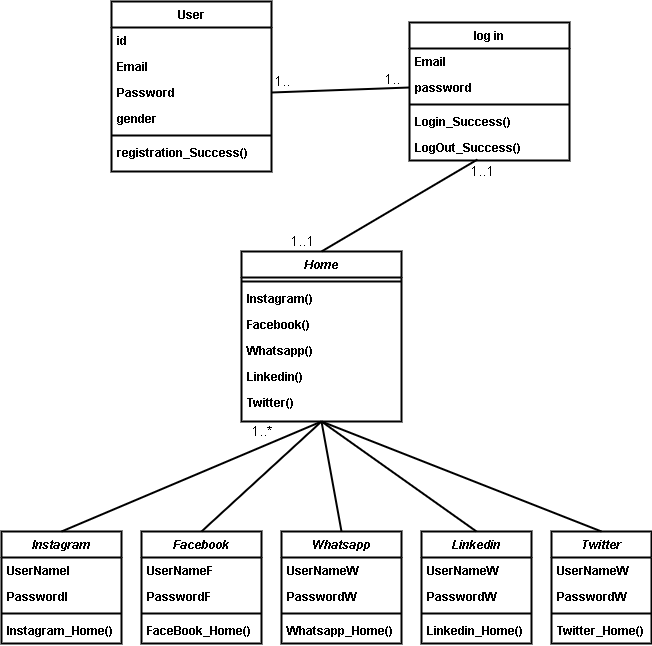 User
id
Email
Password
gender
registration_Success()
1..
1..
log in
Email
password
Login_Success()
LogOut_Success()
1..1
1..1
Home
Instagram()
Facebook()
Whatsapp()
Linkedin()
Twitter()
1..*
Instagram
UserNameI
PasswordI
Instagram_Home()
Facebook
UserNameF
PasswordF
FaceBook_Home()
Whatsapp
UserNameW
PasswordW
Whatsapp_Home()
Linkedin
UserNameW
PasswordW
Linkedin_Home()
Twitter
UserNameW
PasswordW
Twitter_Home()